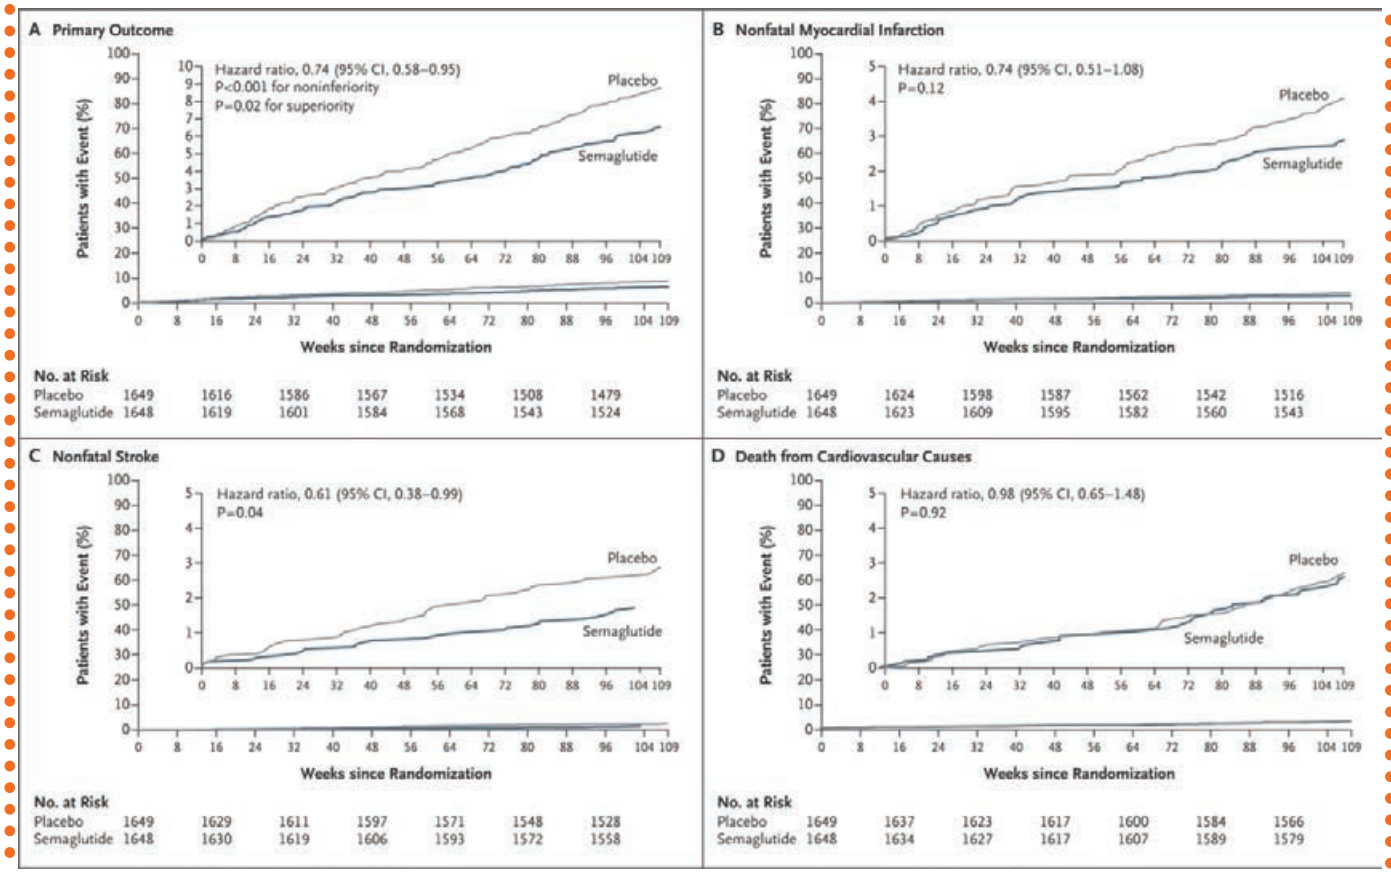 A Primary Outcome
Patients with Event (%)
100
90
80
70
60
50
40
30
20
10
0
10
9
8
7
6
5
4
3
2
1
1
0
Hazard ratio, 0.74 (95% CI, 0.58–0.95)
P<0.001 for noninferiority
P=0.02 for superiority
Placebo
Semaglutide
0 8 16 24 32 40 48 56 64 72 80 88 96 104 109
0 8 16 24 32 40 48 56 64 72 80 88 96 104 109
Weeks since Randomization
No. at Risk
Placebo 1649 1616 1586 1567 1534 1508 1479
Semaglutide 1648 1619 1601 1584 1568 1543 1524
B Nonfatal Myocardial Infarction
Patients with Event (%)
100
90
80
70
60
50
40
30
20
10
0
5
4
3
2
1
0
Hazard ratio, 0.74 (95% CI, 0.51–1.08)
P=0.12
Placebo
Semaglutide
0 8 16 24 32 40 48 56 64 72 80 88 96 104 109
0 8 16 24 32 40 48 56 64 72 80 88 96 104 109
Weeks since Randomization
No. at Risk
Placebo 1649 1624 1598 1587 1562 1542 1516
Semaglutide 1648 1623 1609 1595 1582 1560 1543
C Nonfatal Stroke
Patients with Event (%)
100
90
80
70
60
50
40
30
20
10
0
5
4
3
2
1
0
Hazard ratio, 0.61 (95% CI, 0.38–0.99)
P=0.04
Placebo
Semaglutide
0 8 16 24 32 40 48 56 64 72 80 88 96 104 109
0 8 16 24 32 40 48 56 64 72 80 88 96 104 109
Weeks since Randomization
No. at Risk
Placebo 1649 1629 1611 1597 1571 1548 1528
Semaglutide 1648 1630 1619 1606 1593 1572 1558
D Death from Cardiovascular Causes
Patients with Event (%)
100
90
80
70
60
50
40
30
20
10
0
5
4
3
2
1
0
Hazard ratio, 0.98 (95% CI, 0.65–1.48)
P=0.92
Placebo
Semaglutide
0 8 16 24 32 40 48 56 64 72 80 88 96 104 109
0 8 16 24 32 40 48 56 64 72 80 88 96 104 109
Weeks since Randomization
No. at Risk
Placebo 1649 1637 1623 1617 1600 1584 1566
Semaglutide 1648 1634 1627 1617 1607 1589 1579